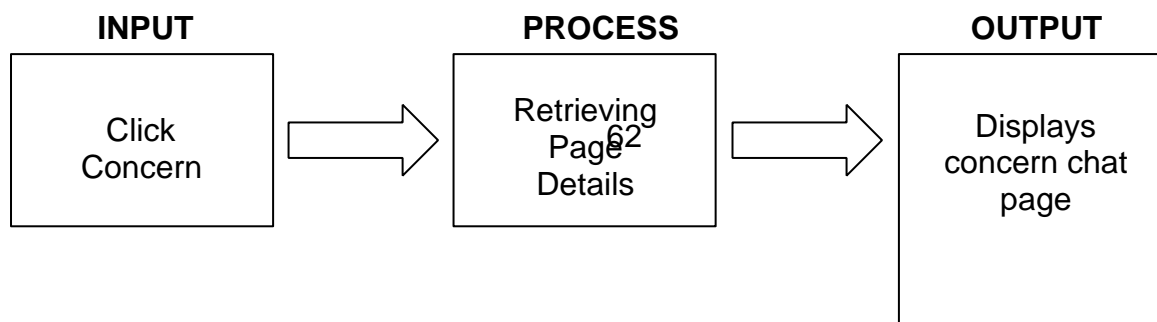 INPUT
PROCESS
OUTPUT
Click
Concern
Retrieving
Page
62
Details
Displays
concern chat
page